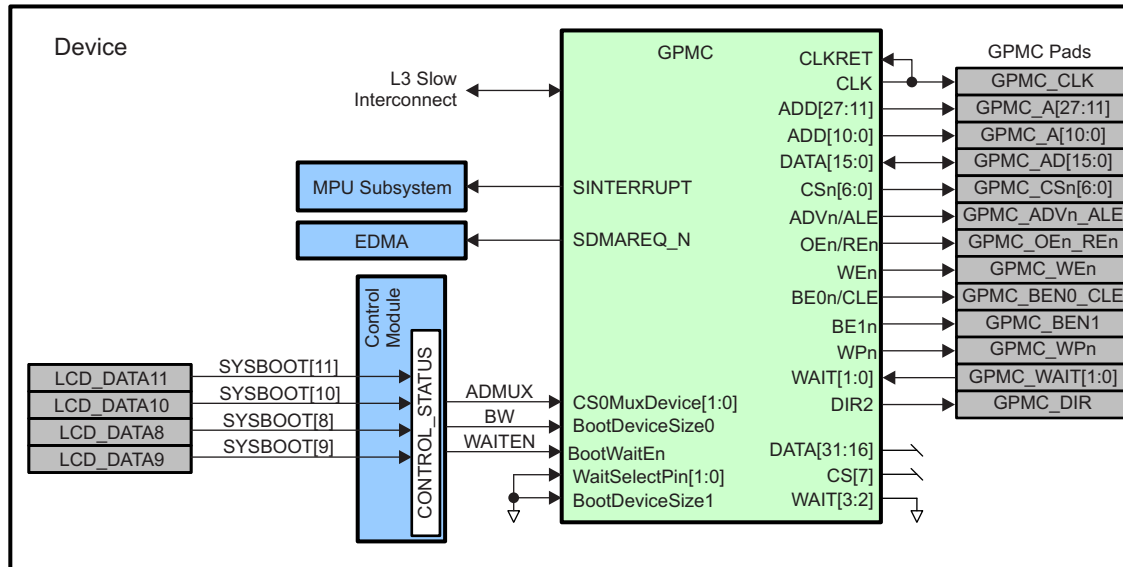 Device
L3 Slow
Interconnect
MPU Subsystem
EDMA
Control
Module
CONTROL_STATUS
LCD_DATA11
LCD_DATA10
LCD_DATA8
LCD_DATA9
SYSBOOT[11]
SYSBOOT[10]
SYSBOOT[8]
SYSBOOT[9]
ADMUX
BW
WAITEN
GPMC
SINTERRUPT
SDMAREQ_N
CS0MuxDevice[1:0]
BootDeviceSize0
BootWaitEn
WaitSelectPin[1:0]
BootDeviceSize1
CLKRET
CLK
ADD[27:11]
ADD[10:0]
DATA[15:0]
CSn[6:0]
ADVn/ALE
OEn/REn
WEn
BE0n/CLE
BE1n
WPn
WAIT[1:0]
DIR2
DATA[31:16]
CS[7]
WAIT[3:2]
GPMC Pads
GPMC_CLK
GPMC_A[27:11]
GPMC_A[10:0]
GPMC_AD[15:0]
GPMC_CSn[6:0]
GPMC_ADVn_ALE
GPMC_OEn_REn
GPMC_WEn
GPMC_BEN0_CLE
GPMC_BEN1
GPMC_WPn
GPMC_WAIT[1:0]
GPMC_DIR